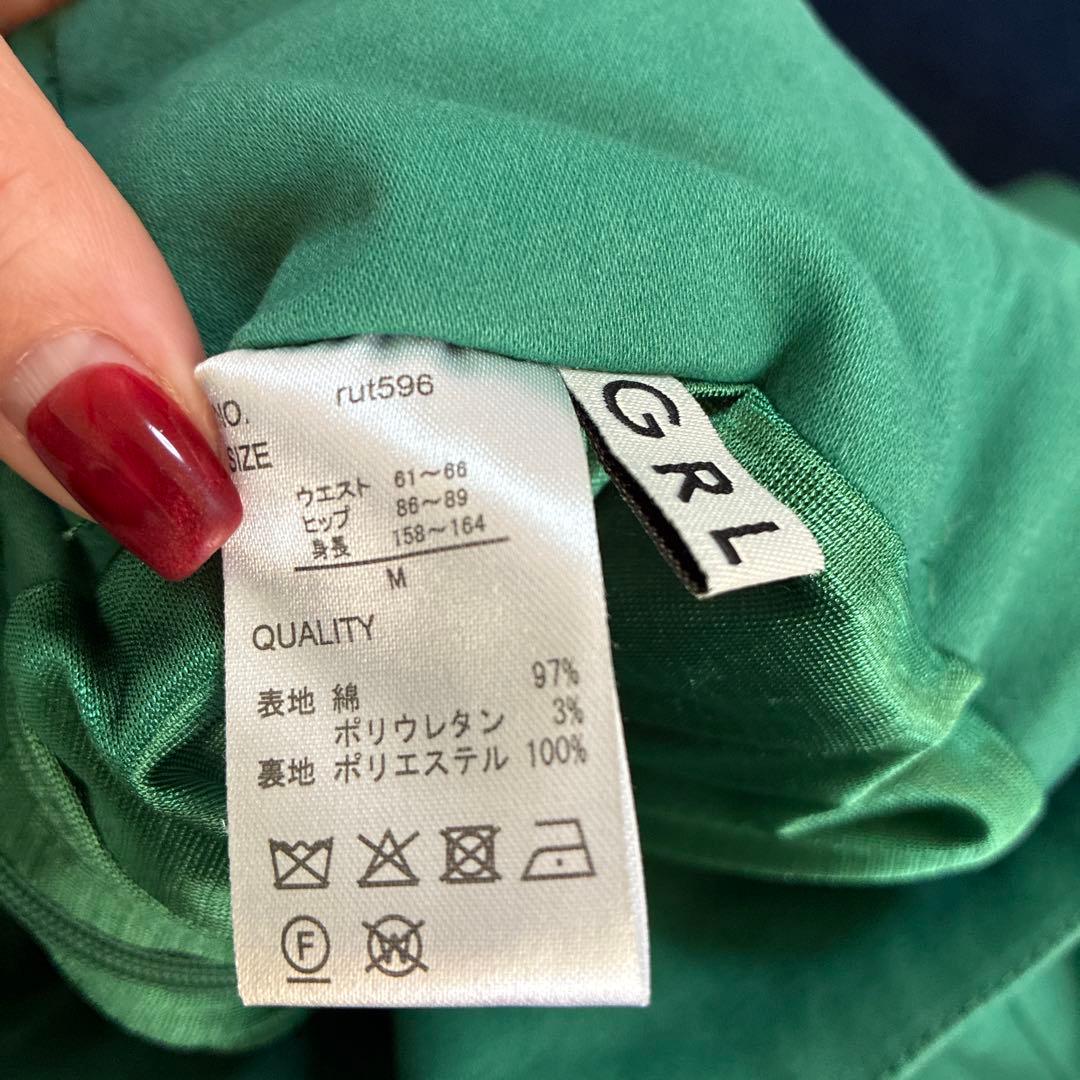 NO. rut596
SIZE
ウエスト 61～66
ヒップ 86～89
身長 158～164
M
QUALITY
表地 綿 97%
ポリウレタン 3%
裏地 ポリエステル 100%
F W
GRL